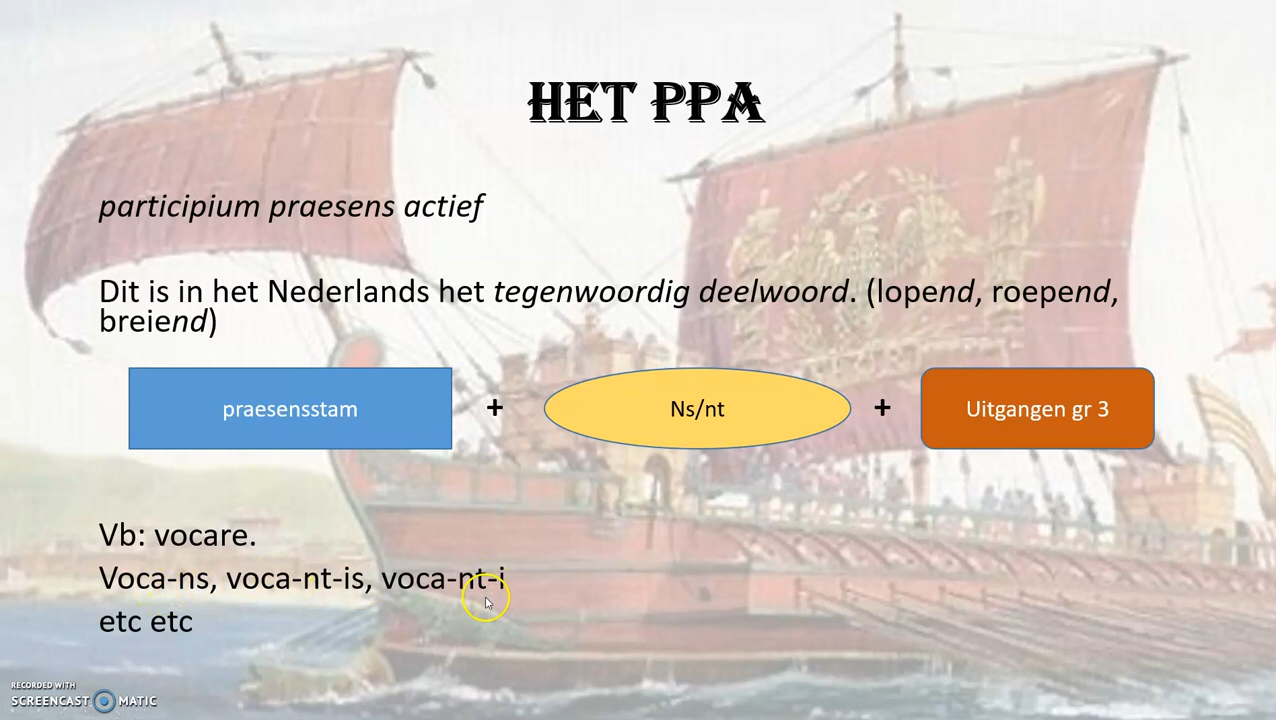 HET PPA
participium praesens actief
Dit is in het Nederlands het tegenwoordig deelwoord. (lopend, roepend,
breiend)
praesensstam + Ns/nt + Uitgangen gr 3
Vb: vocare.
Voca-ns, voca-nt-is, voca-nt-i
etc etc
RECORDED WITH
SCREENCAST MATIC